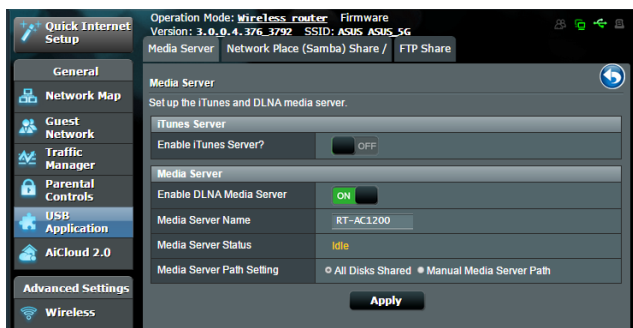 Quick Internet
Setup
Operation Mode: Wireless router Firmware
Version: 3.0.0.4.376_3792 SSID: ASUS ASUS_5G
Media Server Network Place (Samba) Share / FTP Share
General
Network Map
Guest
Network
Traffic
Manager
Parental
Controls
USB
Application
AiCloud 2.0
Advanced Settings
Wireless
Media Server
Set up the iTunes and DLNA media server.
iTunes Server
Enable iTunes Server? OFF
Media Server
Enable DLNA Media Server ON
Media Server Name RT-AC1200
Media Server Status Idle
Media Server Path Setting All Disks Shared Manual Media Server Path
Apply